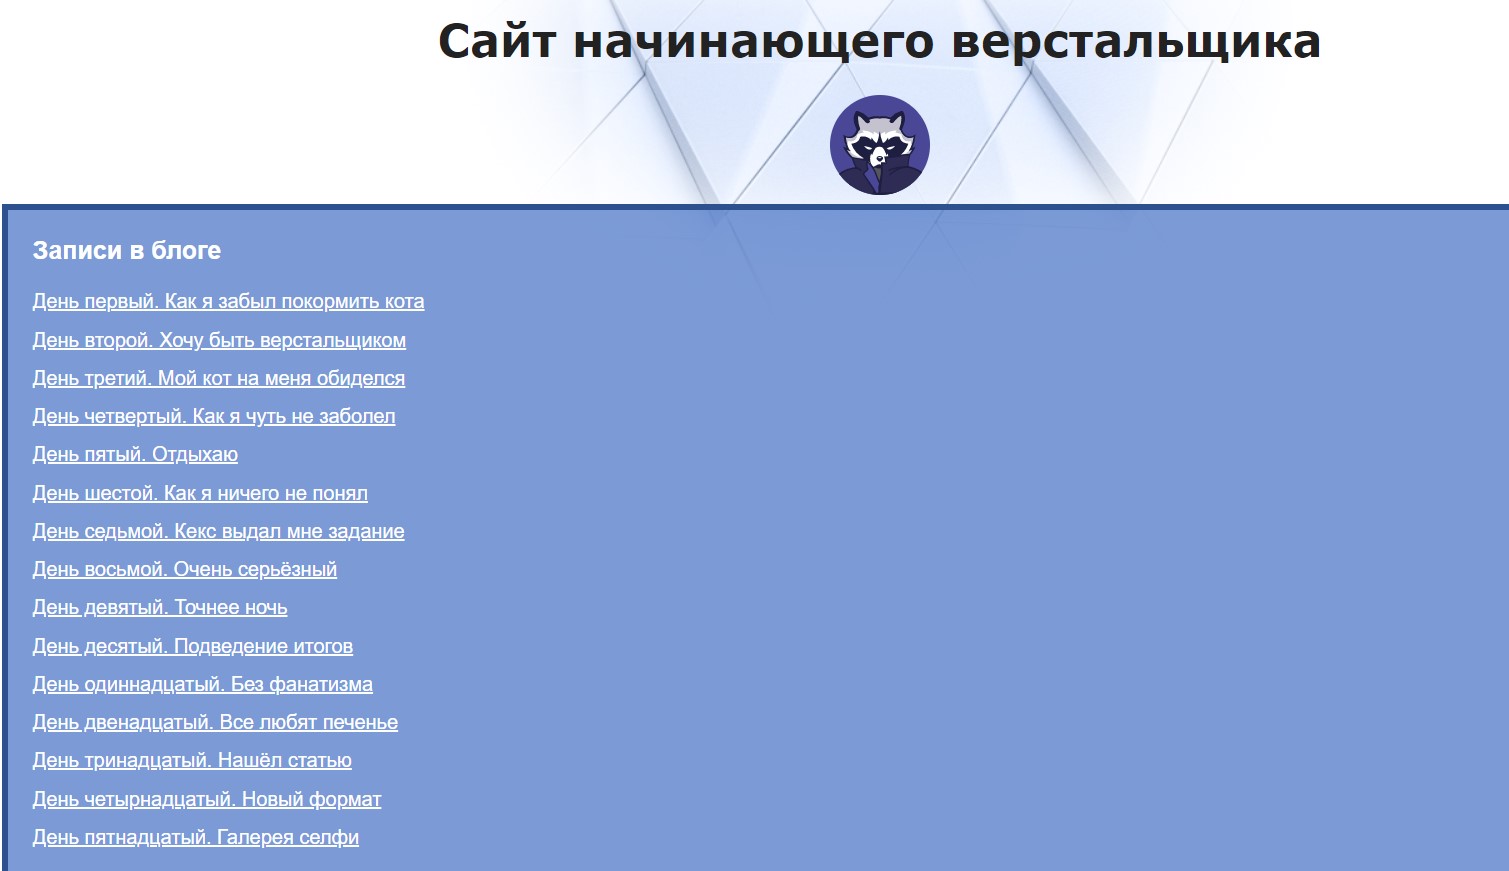 Сайт начинающего верстальщика
Записи в блоге
День первый. Как я забыл покормить кота
День второй. Хочу быть верстальщиком
День третий. Мой кот на меня обиделся
День четвертый. Как я чуть не заболел
День пятый. Отдыхаю
День шестой. Как я ничего не понял
День седьмой. Кекс выдал мне задание
День восьмой. Очень серьёзный
День девятый. Точнее ночь
День десятый. Подведение итогов
День одиннадцатый. Без фанатизма
День двенадцатый. Все любят печенье
День тринадцатый. Нашёл статью
День четырнадцатый. Новый формат
День пятнадцатый. Галерея селфи